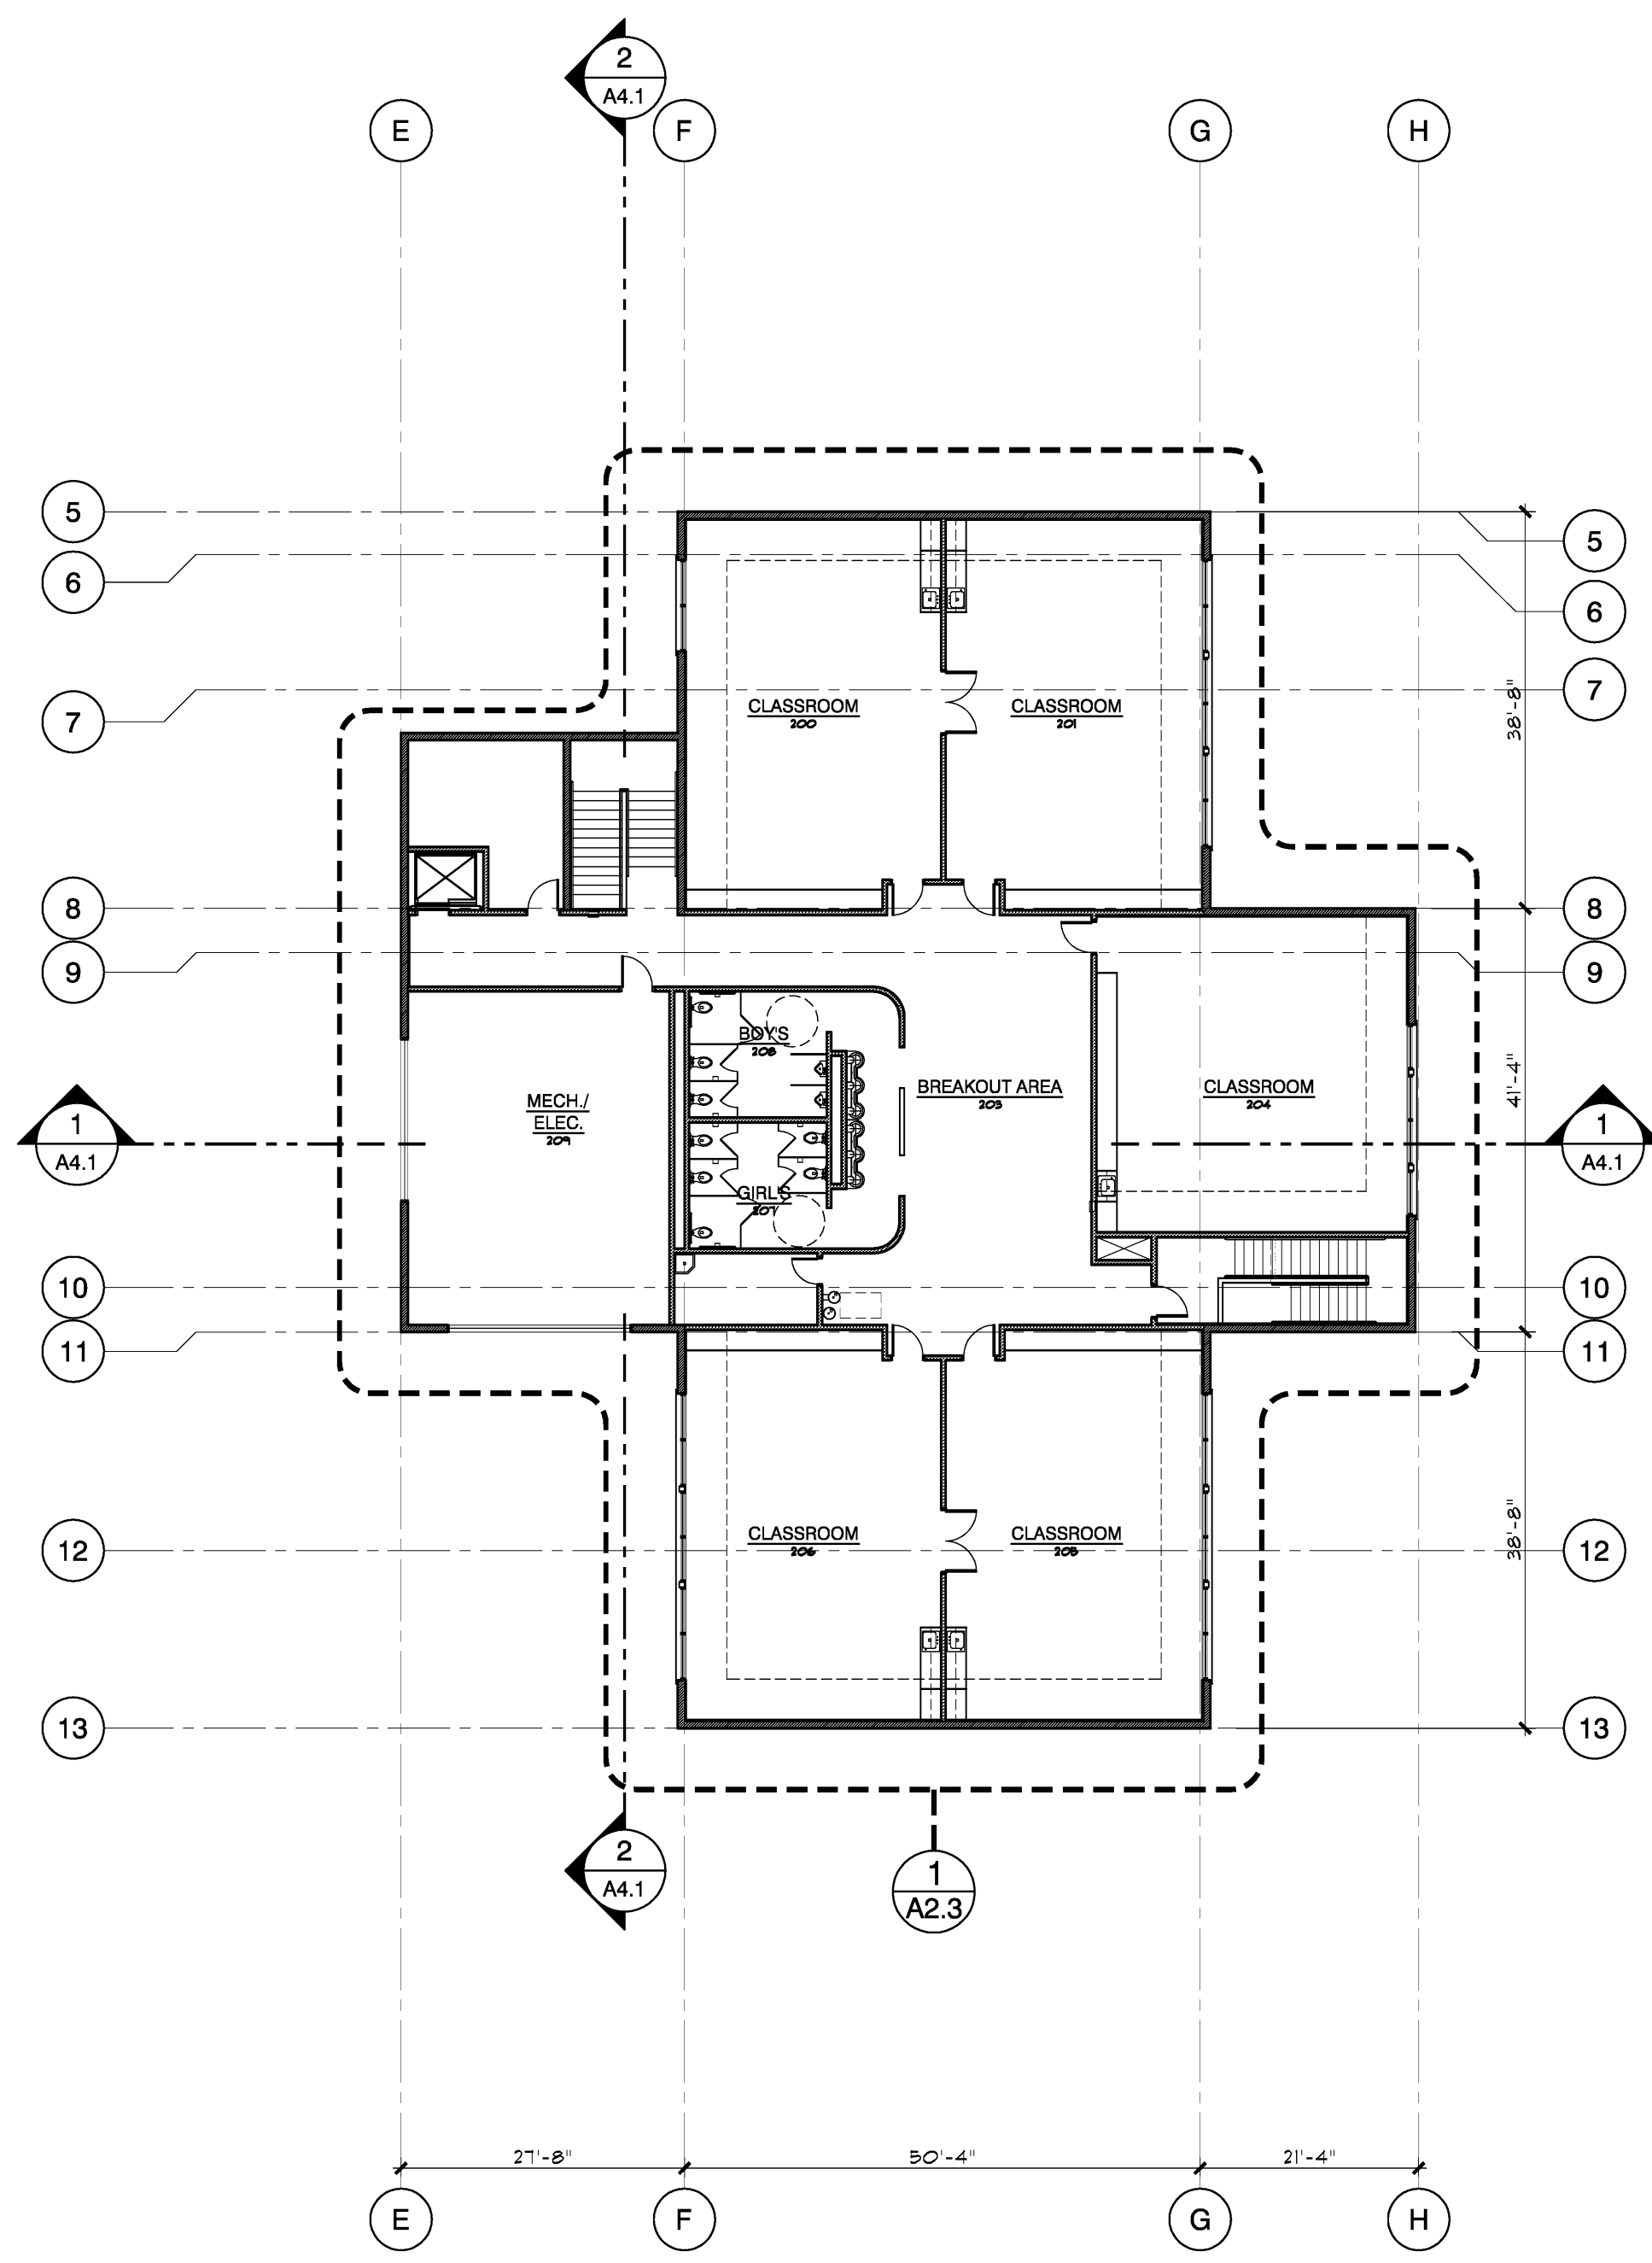 2
A4.1
E
F
G
H
5
5
6
6
7
7
38'-8"
CLASSROOM
200
CLASSROOM
201
8
8
9
9
BOY'S
208
MECH./
ELEC.
209
BREAKOUT AREA
203
CLASSROOM
204
41'-4"
1
A4.1
1
A4.1
GIRL'S
207
10
10
11
11
CLASSROOM
206
CLASSROOM
205
38'-8"
12
12
13
13
2
A4.1
1
A2.3
27'-8"
50'-4"
21'-4"
E
F
G
H